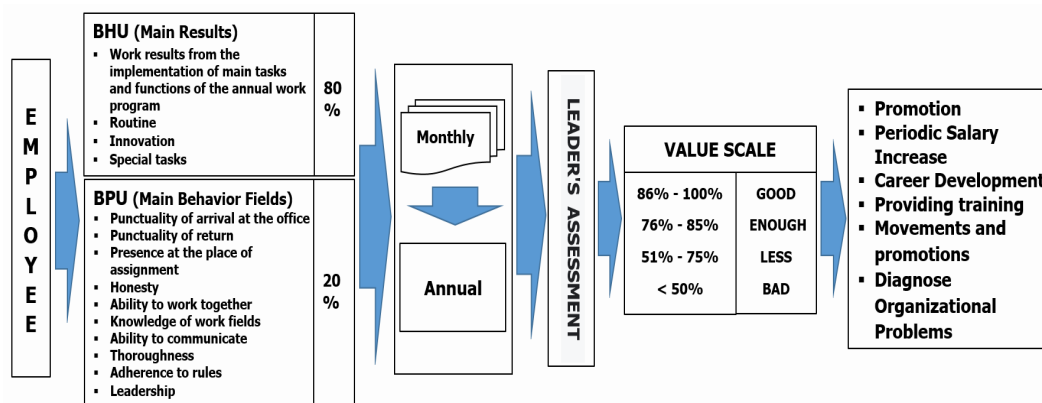 EMPLOYEE
BHU (Main Results)
▪ Work results from the
implementation of main tasks
and functions of the annual work
program
▪ Routine
▪ Innovation
▪ Special tasks
80
%
BPU (Main Behavior Fields)
▪ Punctuality of arrival at the office
▪ Punctuality of return
▪ Presence at the place of
assignment
▪ Honesty
▪ Ability to work together
▪ Knowledge of work fields
▪ Ability to communicate
▪ Thoroughness
▪ Adherence to rules
▪ Leadership
20
%
Monthly
Annual
LEADER'S ASSESSMENT
VALUE SCALE
86% - 100% GOOD
76% - 85% ENOUGH
51% - 75% LESS
< 50% BAD
▪ Promotion
▪ Periodic Salary
Increase
▪ Career Development
▪ Providing training
▪ Movements and
promotions
▪ Diagnose
Organizational
Problems